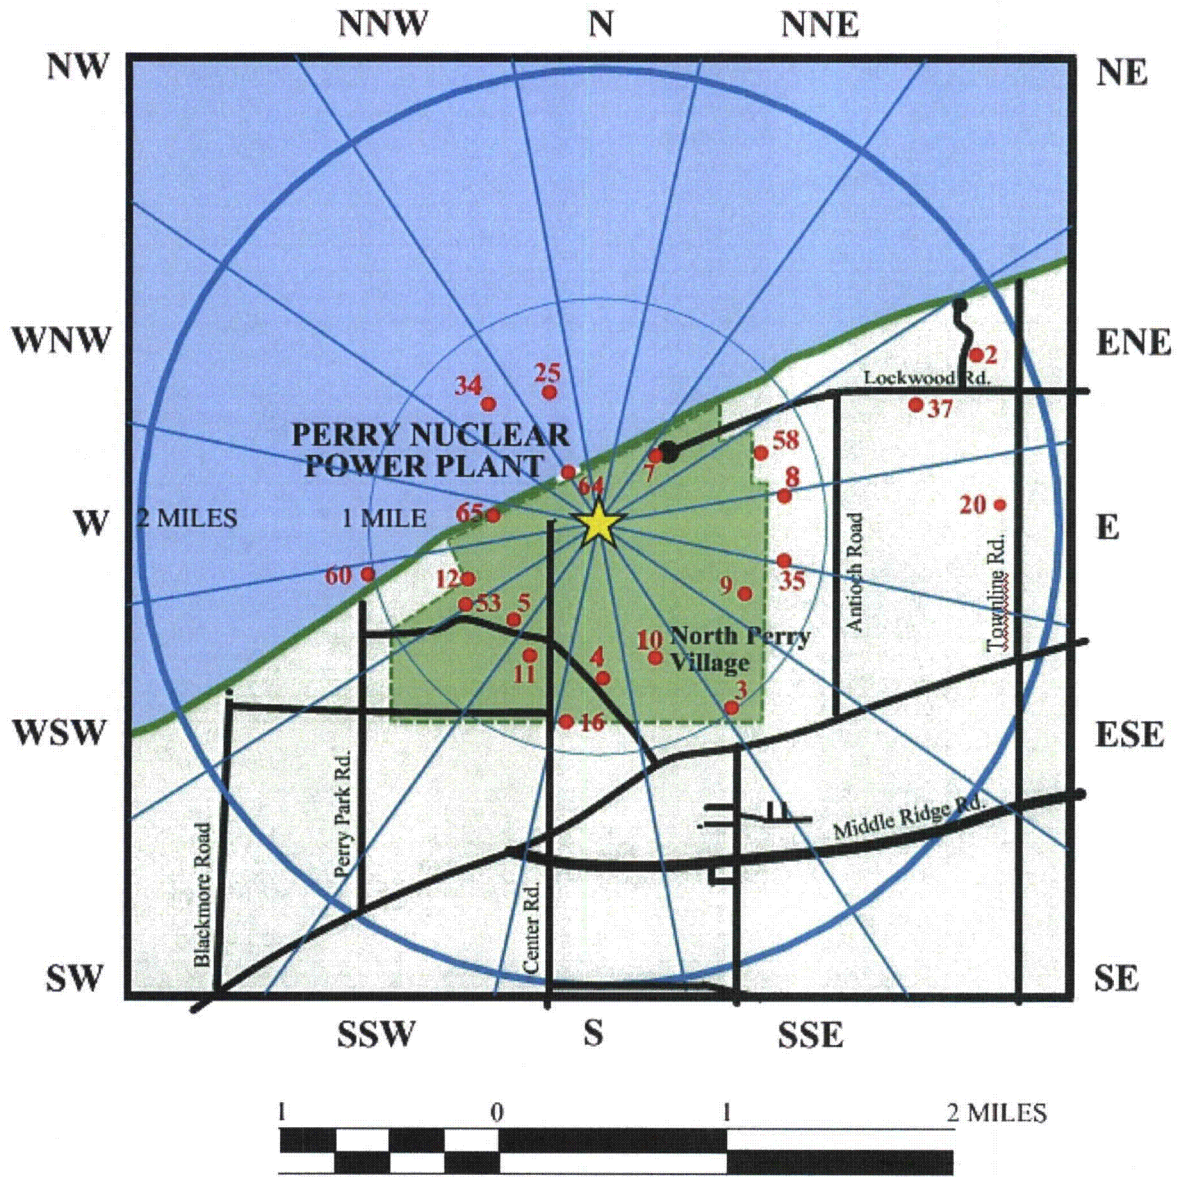 NNW N NNE
NW NE
WNW ENE
2
Lockwood Rd.
25
34 37
PERRY NUCLEAR
POWER PLANT
58
7
64 8
65 20
W 2 MILES 1 MILE E
60 12 35
53 5 9
Antioch Road
Townline Rd.
10 North Perry
Village
11 4
3
16
WSW ESE
Perry Park Rd.
Middle Ridge Rd.
Blackmore Road
Center Rd.
SW SE
SSW S SSE
1 0 1 2 MILES